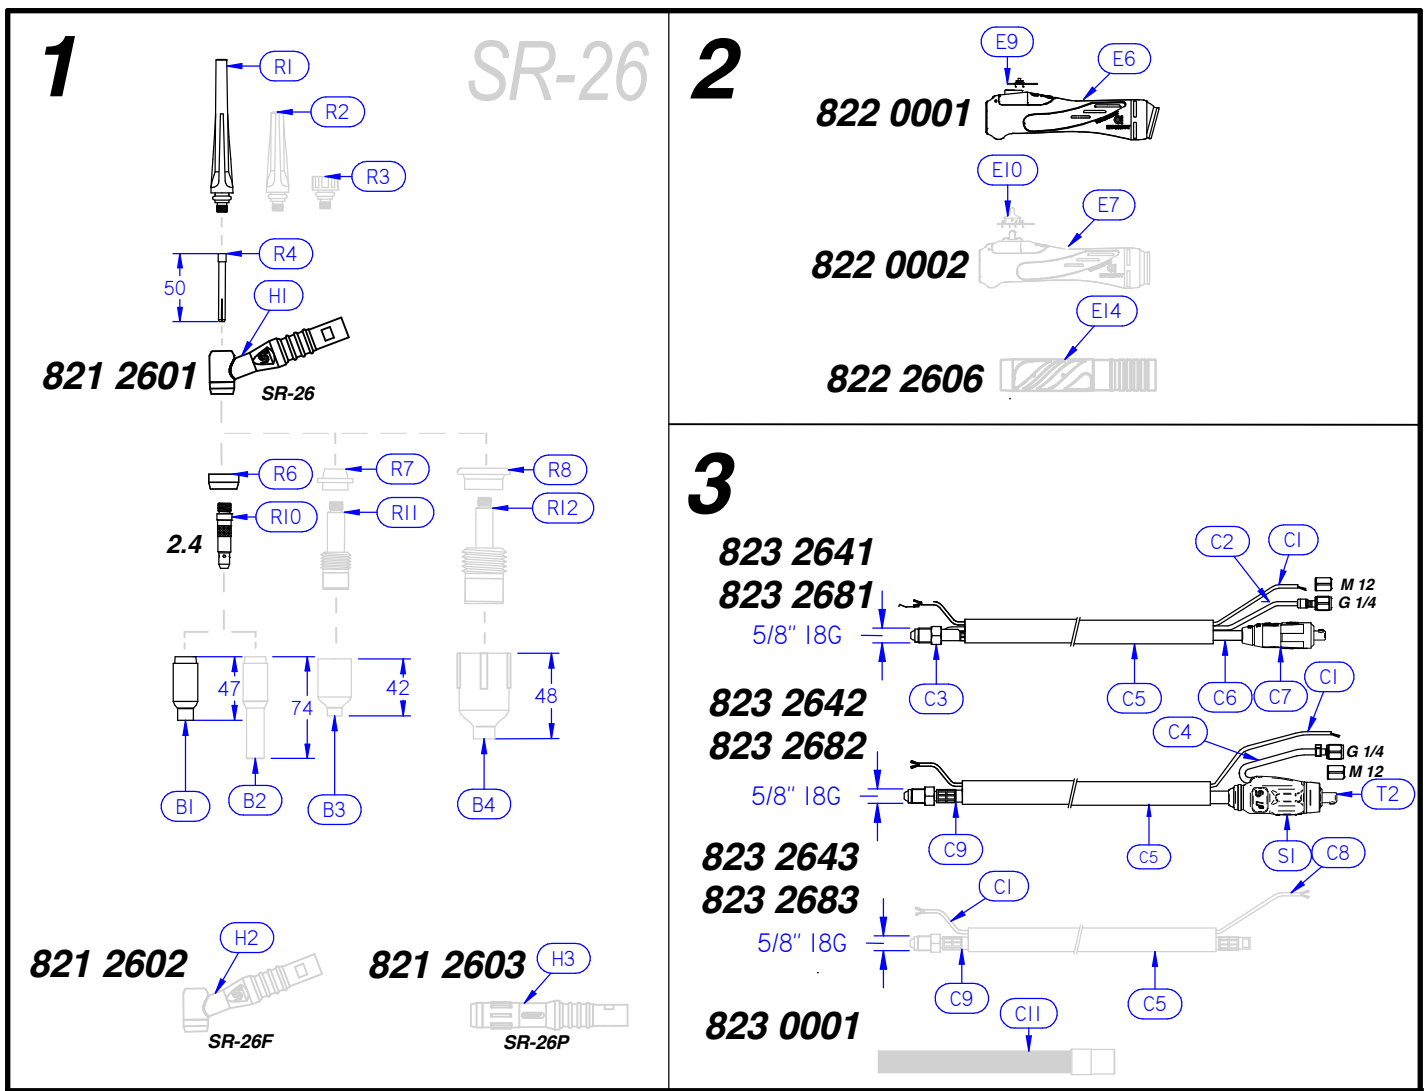 1
SR-26
R1
R2
R3
R4
50
H1
821 2601
SR-26
R6
R7
R8
R10
R11
R12
2.4
47
74
42
48
B1
B2
B3
B4
H2
821 2602
SR-26F
821 2603
H3
SR-26P
2
E9
E6
822 0001
E10
E7
822 0002
E14
822 2606
3
823 2641
823 2681
C2
C1
M 12
G 1/4
5/8" 18G
C3
C5
C6
C7
823 2642
823 2682
C4
C1
G 1/4
M 12
5/8" 18G
T2
C9
C5
S1
823 2643
823 2683
C1
C8
5/8" 18G
C9
C5
823 0001
C11